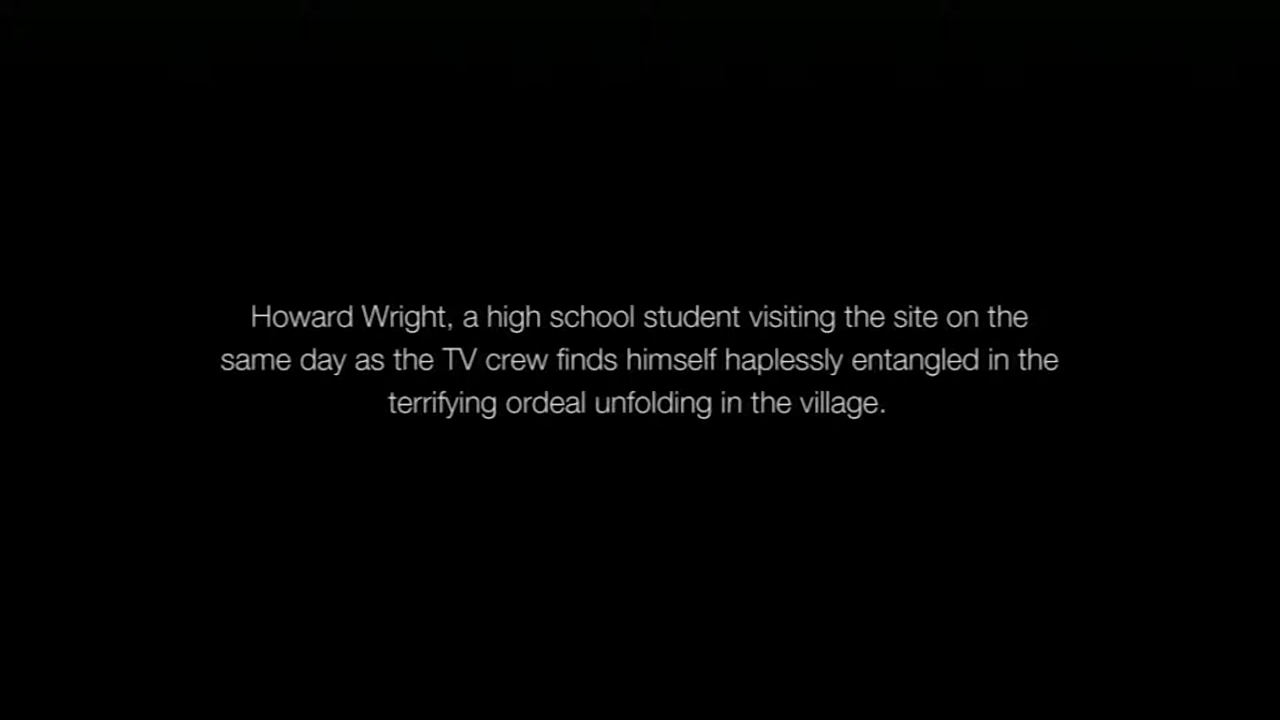 Howard Wright, a high school student visiting the site on the
same day as the TV crew finds himself haplessly entangled in the
terrifying ordeal unfolding in the village.